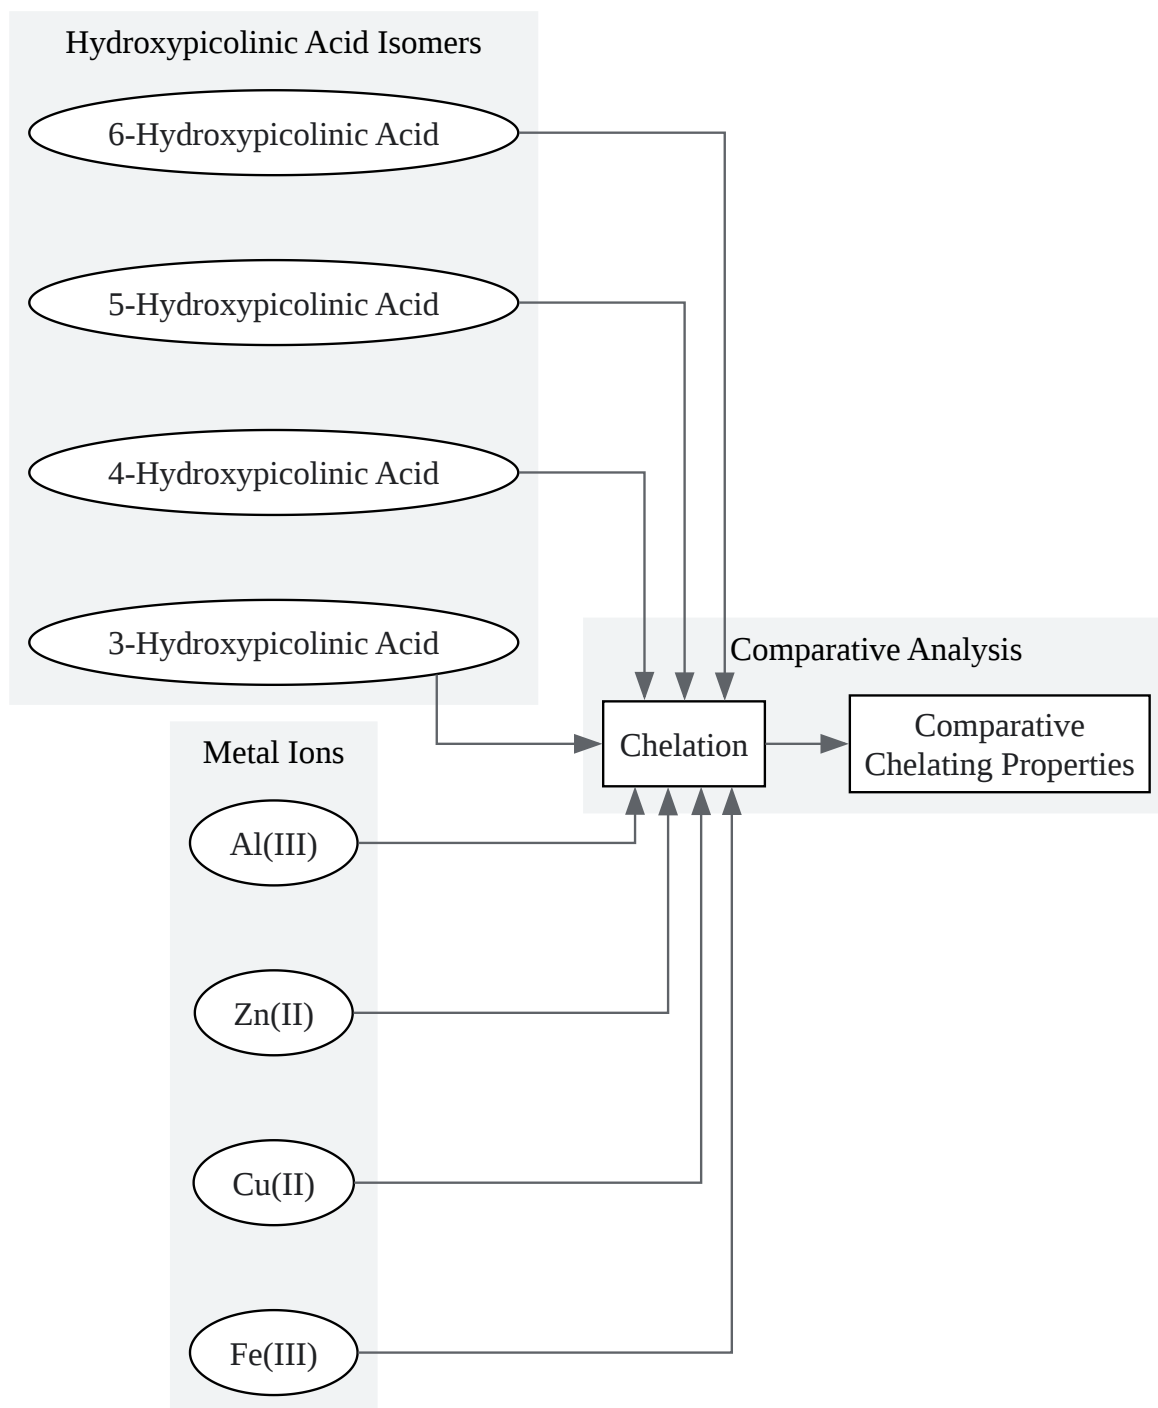 Hydroxypicolinic Acid Isomers
6-Hydroxypicolinic Acid
5-Hydroxypicolinic Acid
4-Hydroxypicolinic Acid
3-Hydroxypicolinic Acid
Comparative Analysis
Chelation
Comparative
Chelating Properties
Metal Ions
Al(III)
Zn(II)
Cu(II)
Fe(III)